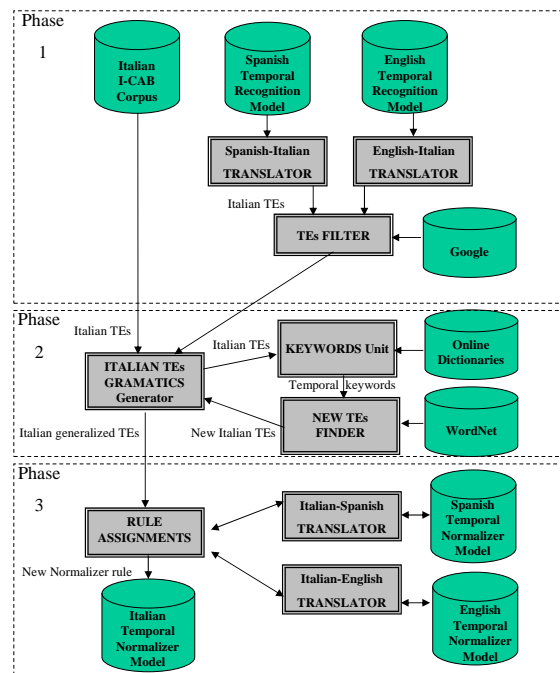 Phase
1
Italian
I-CAB
Corpus
Spanish
Temporal
Recognition
Model
English
Temporal
Recognition
Model
Spanish-Italian
TRANSLATOR
English-Italian
TRANSLATOR
Italian TEs
TEs FILTER
Google
Phase
2
Italian TEs
Italian TEs
KEYWORDS Unit
Online
Dictionaries
ITALIAN TEs
GRAMATICS
Generator
Temporal keywords
NEW TEs
FINDER
WordNet
Italian generalized TEs
New Italian TEs
Phase
3
RULE
ASSIGNMENTS
Italian-Spanish
TRANSLATOR
Spanish
Temporal
Normalizer
Model
New Normalizer rule
Italian-English
TRANSLATOR
Italian
Temporal
Normalizer
Model
English
Temporal
Normalizer
Model